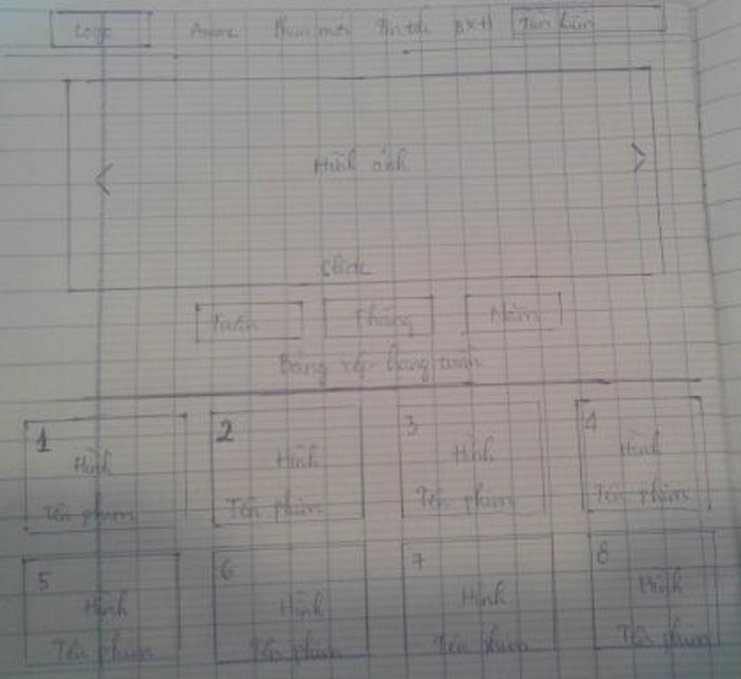 Logo Anime Phim mới Tin tức BXH Tìm kiếm
< Hình ảnh >
Slide
Tuần Tháng Năm
Bảng xếp hạng tuần
1 2 3 4
Hình Hình Hình Hình
Tên phim Tên phim Tên phim Tên phim
5 6 7 8
Hình Hình Hình Hình
Tên phim Tên phim Tên phim Tên phim